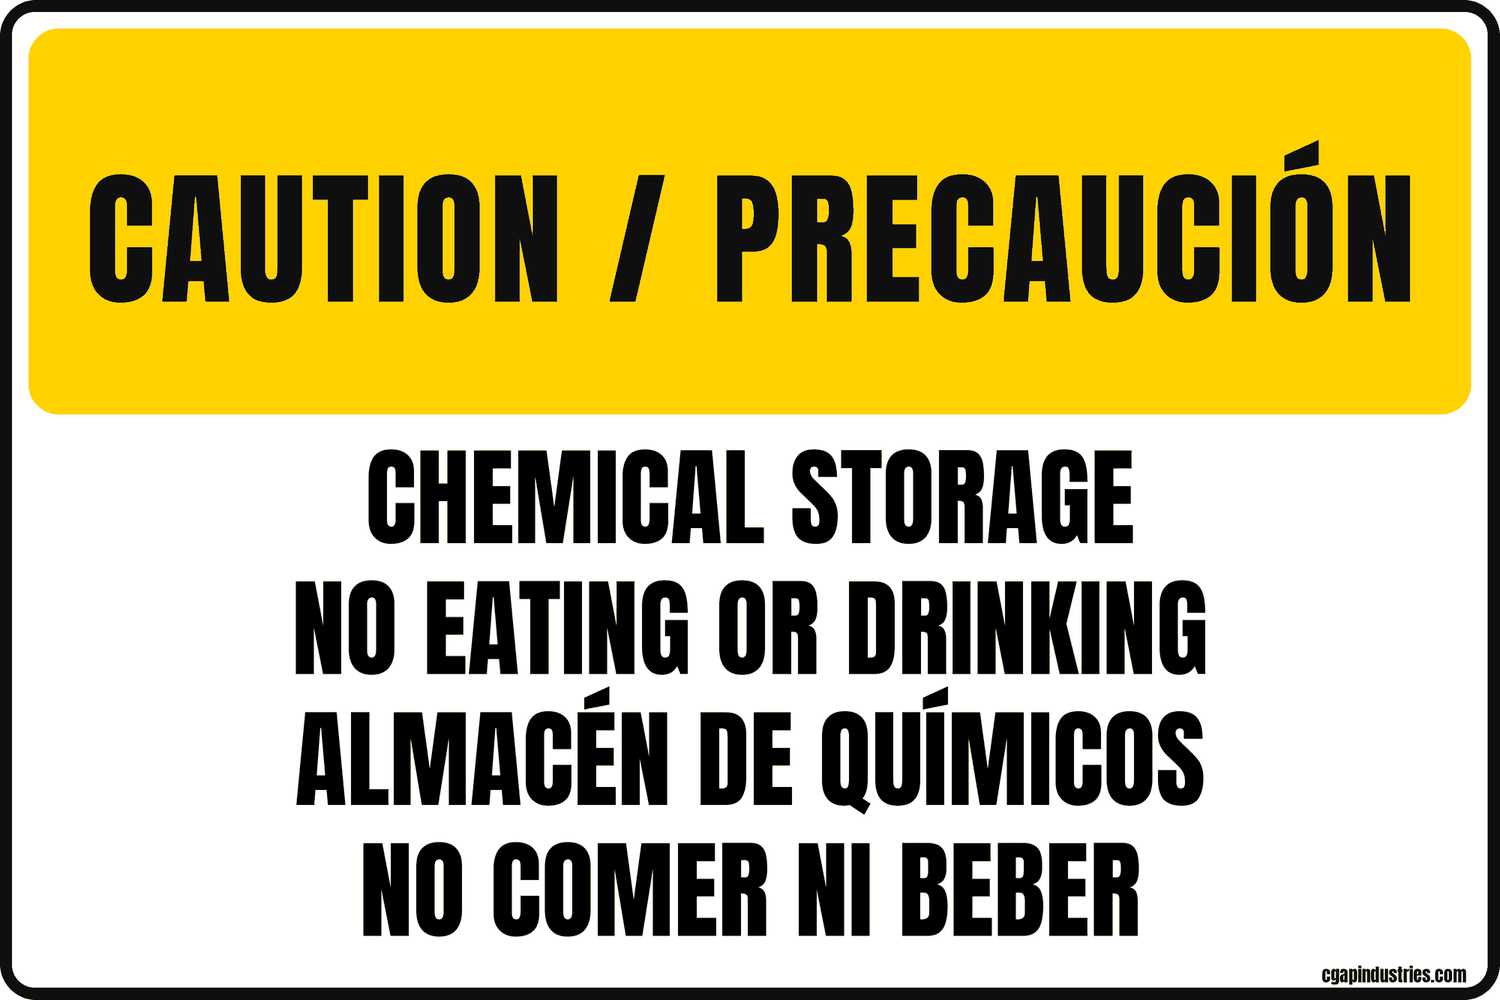 CAUTION / PRECAUCIÓN
CHEMICAL STORAGE
NO EATING OR DRINKING
ALMACÉN DE QUÍMICOS
NO COMER NI BEBER
cgapindustries.com